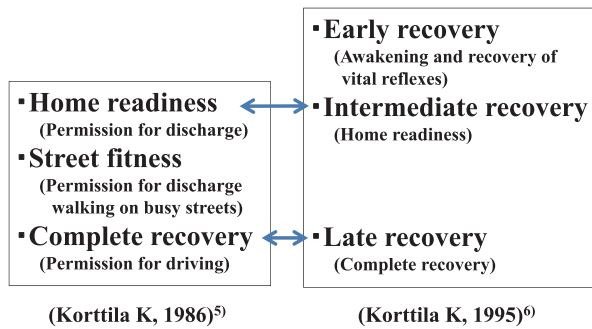 ▪Home readiness
(Permission for discharge)
▪Street fitness
(Permission for discharge
walking on busy streets)
▪Complete recovery
(Permission for driving)
(Korttila K, 1986)5)
▪Early recovery
(Awakening and recovery of
vital reflexes)
▪Intermediate recovery
(Home readiness)
▪Late recovery
(Complete recovery)
(Korttila K, 1995)6)